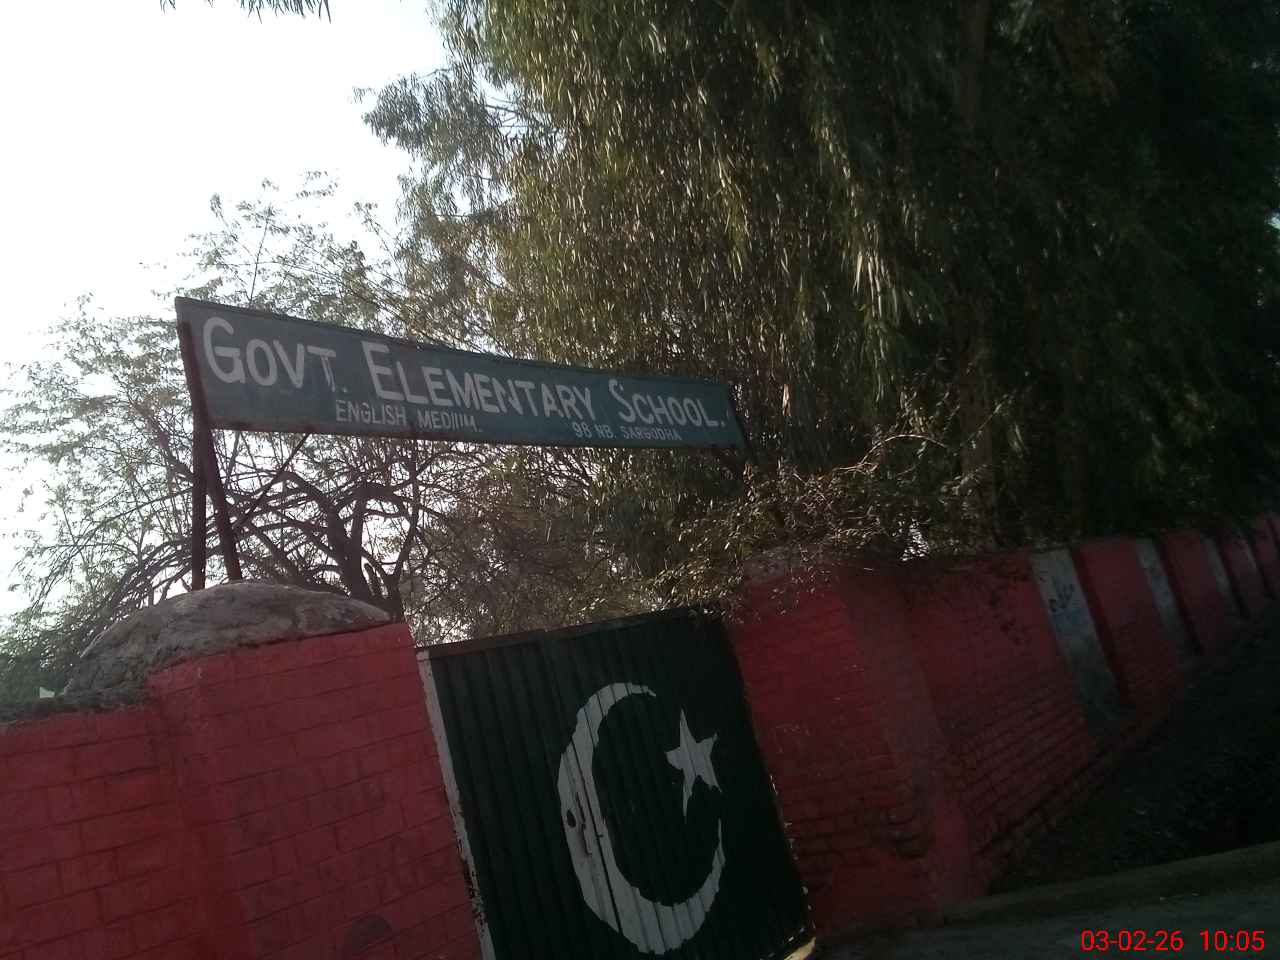 GOVT. ELEMENTARY SCHOOL.
ENGLISH MEDIUM. 98 NB. SARGODHA
03-02-26 10:05